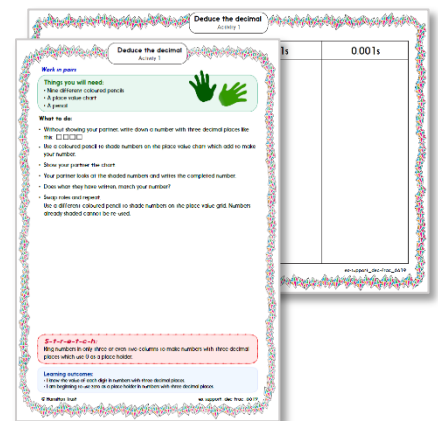 Deduce the decimal
Activity 1
1s
0.001s
ex-support_dec-frac_6619
Deduce the decimal
Activity 1
Work in pairs
Things you will need:
• Nine different coloured pencils
• A place value chart
• A pencil
What to do:
• Without showing your partner, write down a number with three decimal places like
this: □.□□□
• Use a coloured pencil to shade numbers on the place value chart which add to make
your number.
• Show your partner the chart.
• Your partner looks at the shaded numbers and writes the completed number.
• Does what they have written match your number?
• Swap roles and repeat.
Use a different coloured pencil to shade numbers on the place value grid. Numbers
already shaded cannot be re-used.
S-t-r-e-t-c-h:
Ring numbers in only three or even two columns to make numbers with three decimal
places which use 0 as a place holder.
Learning outcomes:
• I know the value of each digit in numbers with three decimal places.
• I am beginning to use zero as a place holder in numbers with three decimal places.
© Hamilton Trust
ex-support_dec-frac_6619